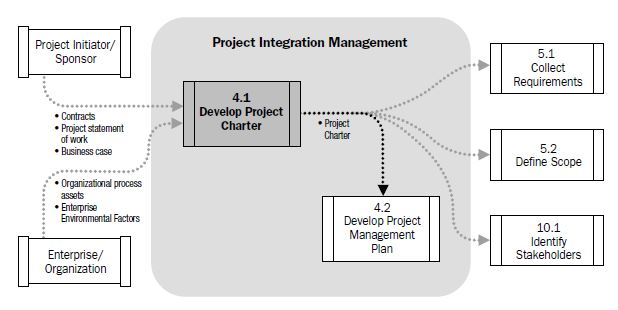 Project Initiator/
Sponsor
Project Integration Management
4.1
Develop Project
Charter
• Contracts
• Project statement
of work
• Business case
• Organizational process
assets
• Enterprise
Environmental Factors
Enterprise/
Organization
• Project
Charter
4.2
Develop Project
Management
Plan
5.1
Collect
Requirements
5.2
Define Scope
10.1
Identify
Stakeholders